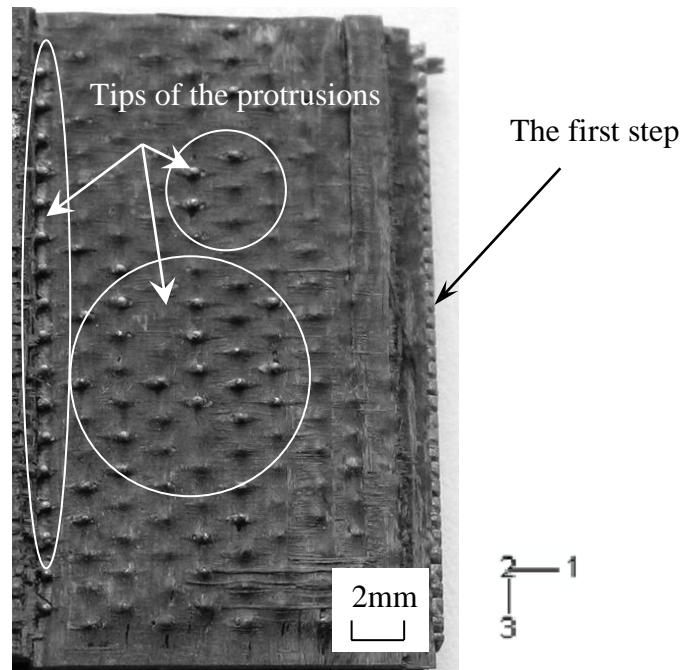 Tips of the protrusions
The first step
2mm
2 1
3